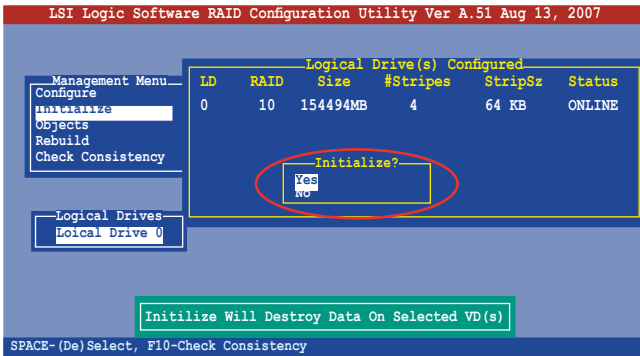 LSI Logic Software RAID Configuration Utility Ver A.51 Aug 13, 2007
Logical Drive(s) Configured
LD RAID Size #Stripes StripSz Status
0 10 154494MB 4 64 KB ONLINE
Management Menu
Configure
Initialize
Objects
Rebuild
Check Consistency
Initialize?
Yes
No
Logical Drives
Loical Drive 0
Initilize Will Destroy Data On Selected VD(s)
SPACE-(De)Select, F10-Check Consistency